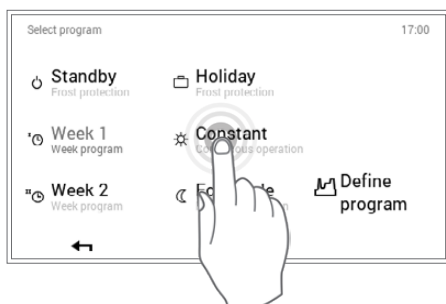 Select program
17:00
Standby
Frost protection
Holiday
Frost protection
Week 1
Week program
Constant
operation
Week 2
Week program
Define
program